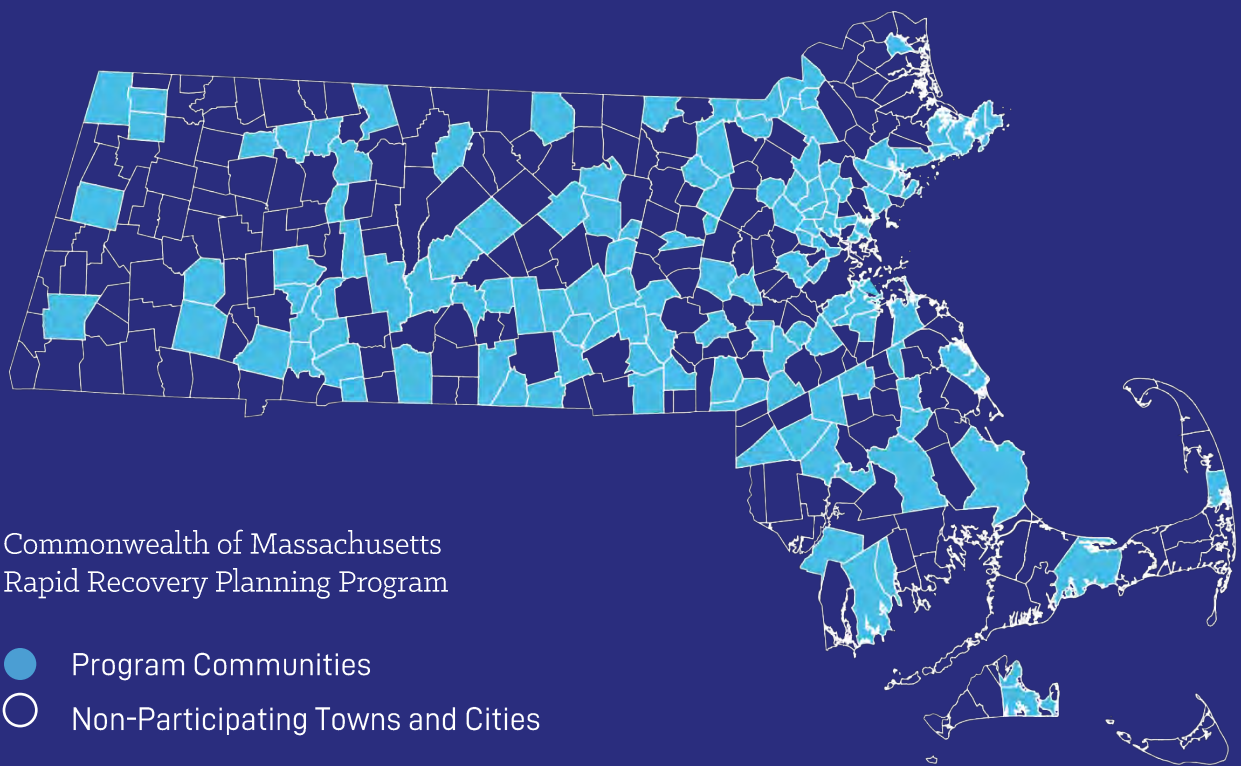 Commonwealth of Massachusetts
Rapid Recovery Planning Program
Program Communities
Non-Participating Towns and Cities